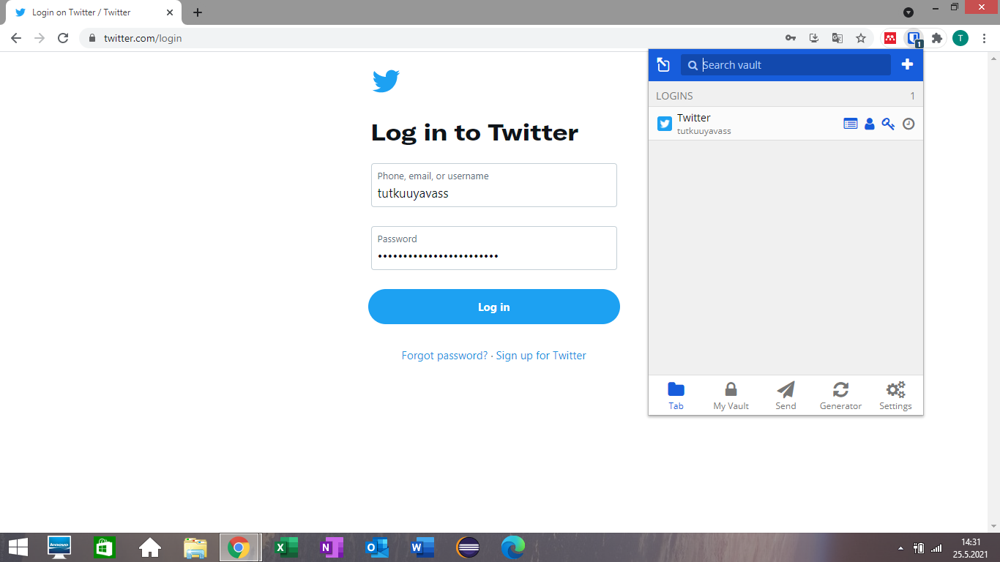 Login on Twitter / Twitter
twitter.com/login
1
T
Log in to Twitter
Phone, email, or username
tutkuuyavass
Password
Log in
Forgot password? · Sign up for Twitter
Search vault
LOGINS 1
Twitter
tutkuuyavass
Tab My Vault Send Generator Settings
lenovo
14:31
25.5.2021